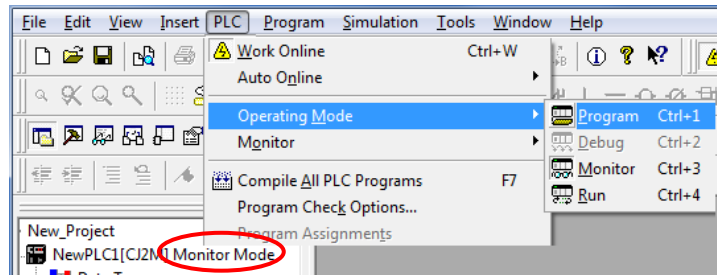 File Edit View Insert PLC Program Simulation Tools Window Help
Work Online Ctrl+W
Auto Online
Operating Mode
Monitor
Compile All PLC Programs F7
Program Check Options...
Program Assignments
Program Ctrl+1
Debug Ctrl+2
Monitor Ctrl+3
Run Ctrl+4
New_Project
NewPLC1[CJ2M] Monitor Mode